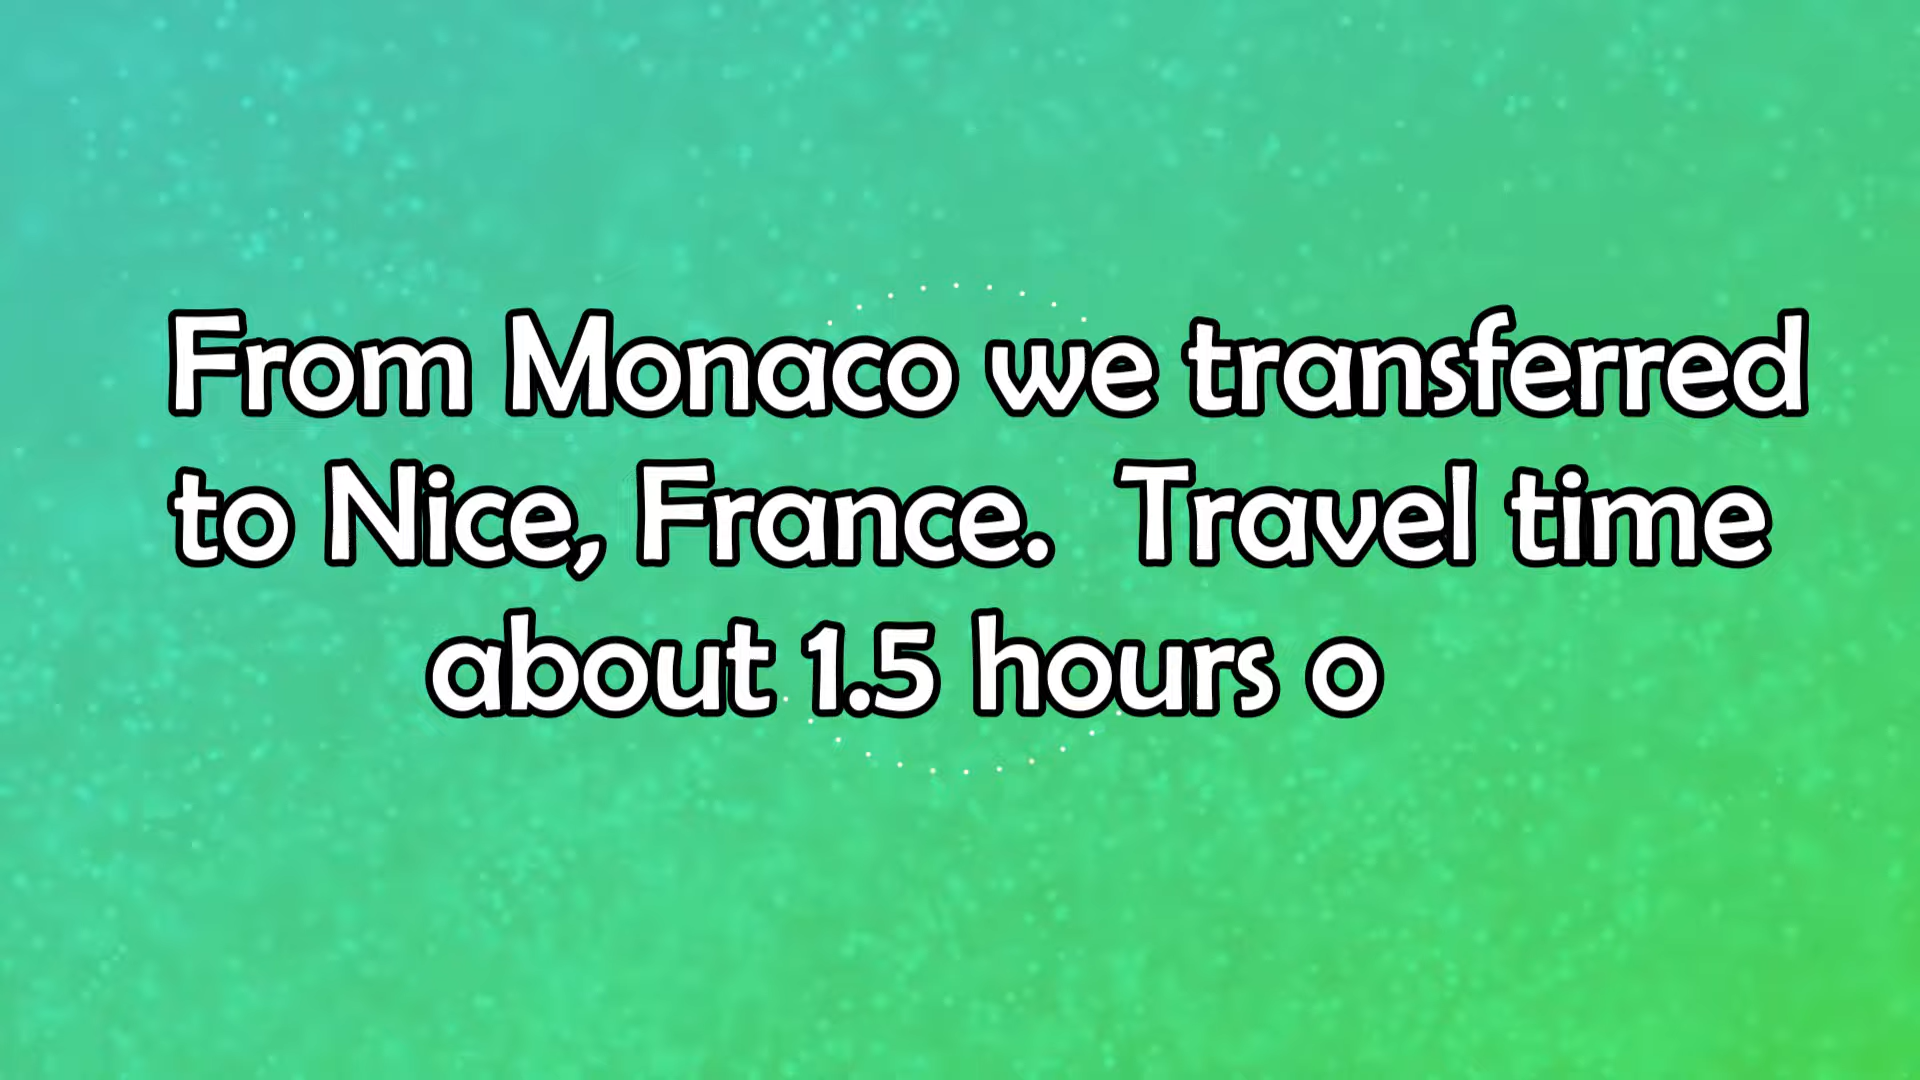 From Monaco we transferred
to Nice, France.  Travel time
about 1.5 hours o